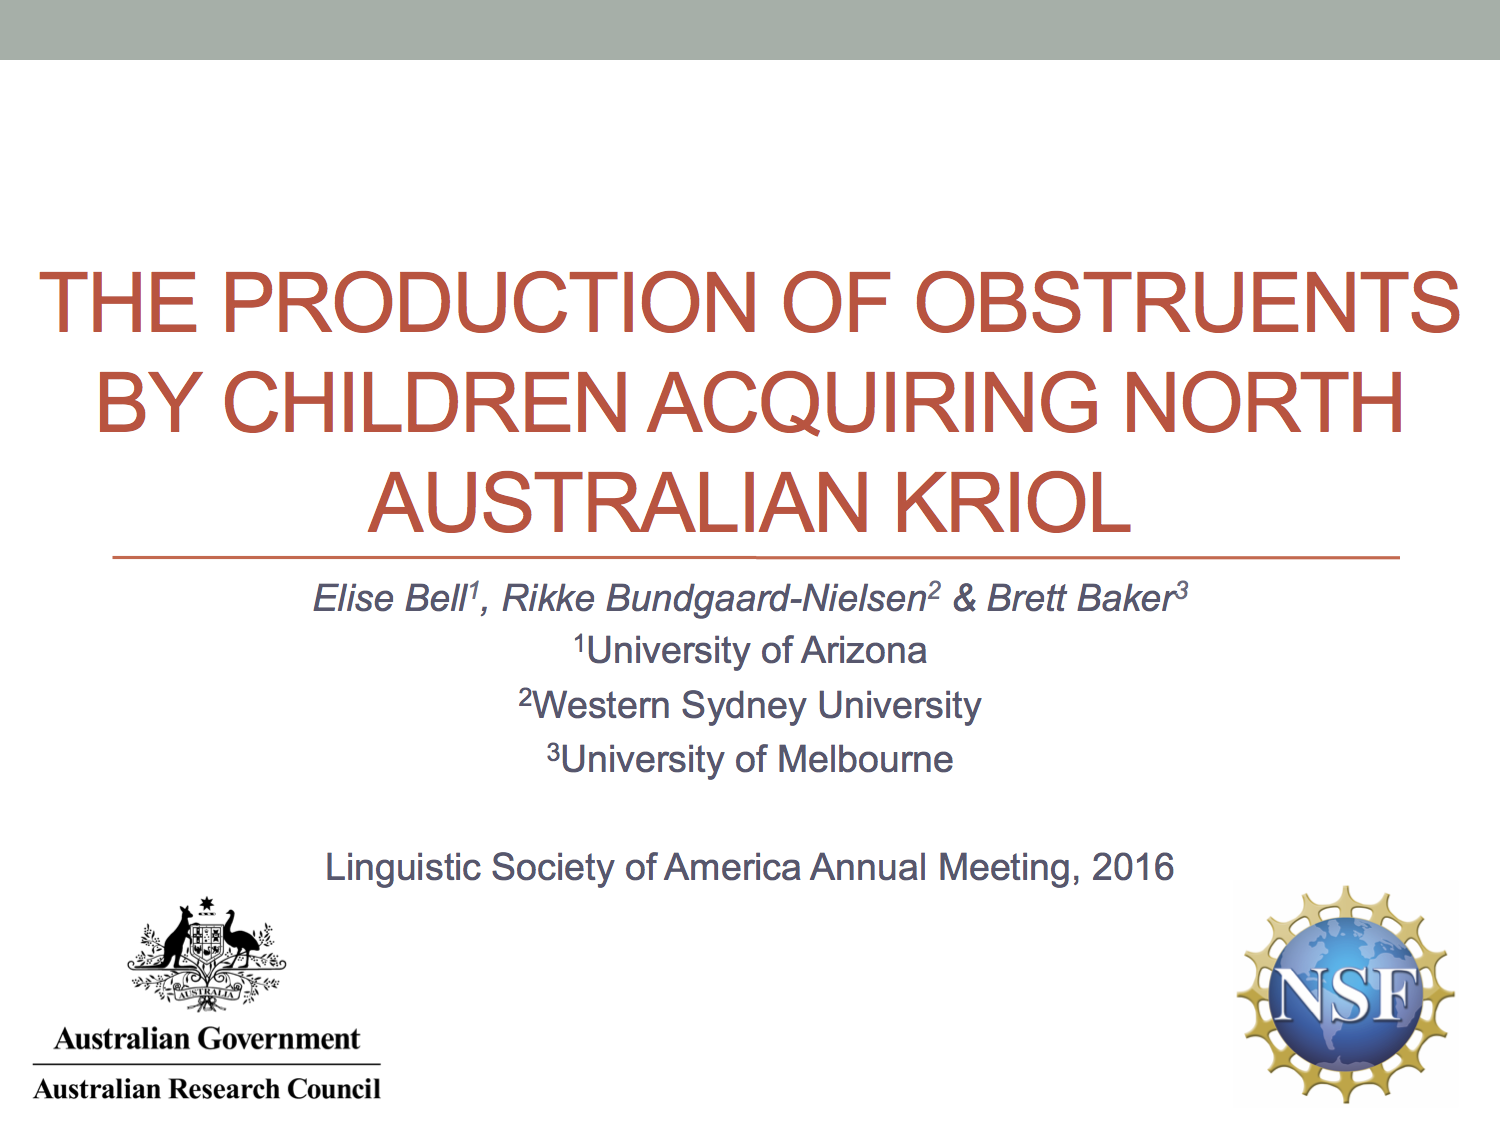 THE PRODUCTION OF OBSTRUENTS
BY CHILDREN ACQUIRING NORTH
AUSTRALIAN KRIOL
Elise Bell¹, Rikke Bundgaard-Nielsen² & Brett Baker³
¹University of Arizona
²Western Sydney University
³University of Melbourne
Linguistic Society of America Annual Meeting, 2016
AUSTRALIA
Australian Government
Australian Research Council
NSF